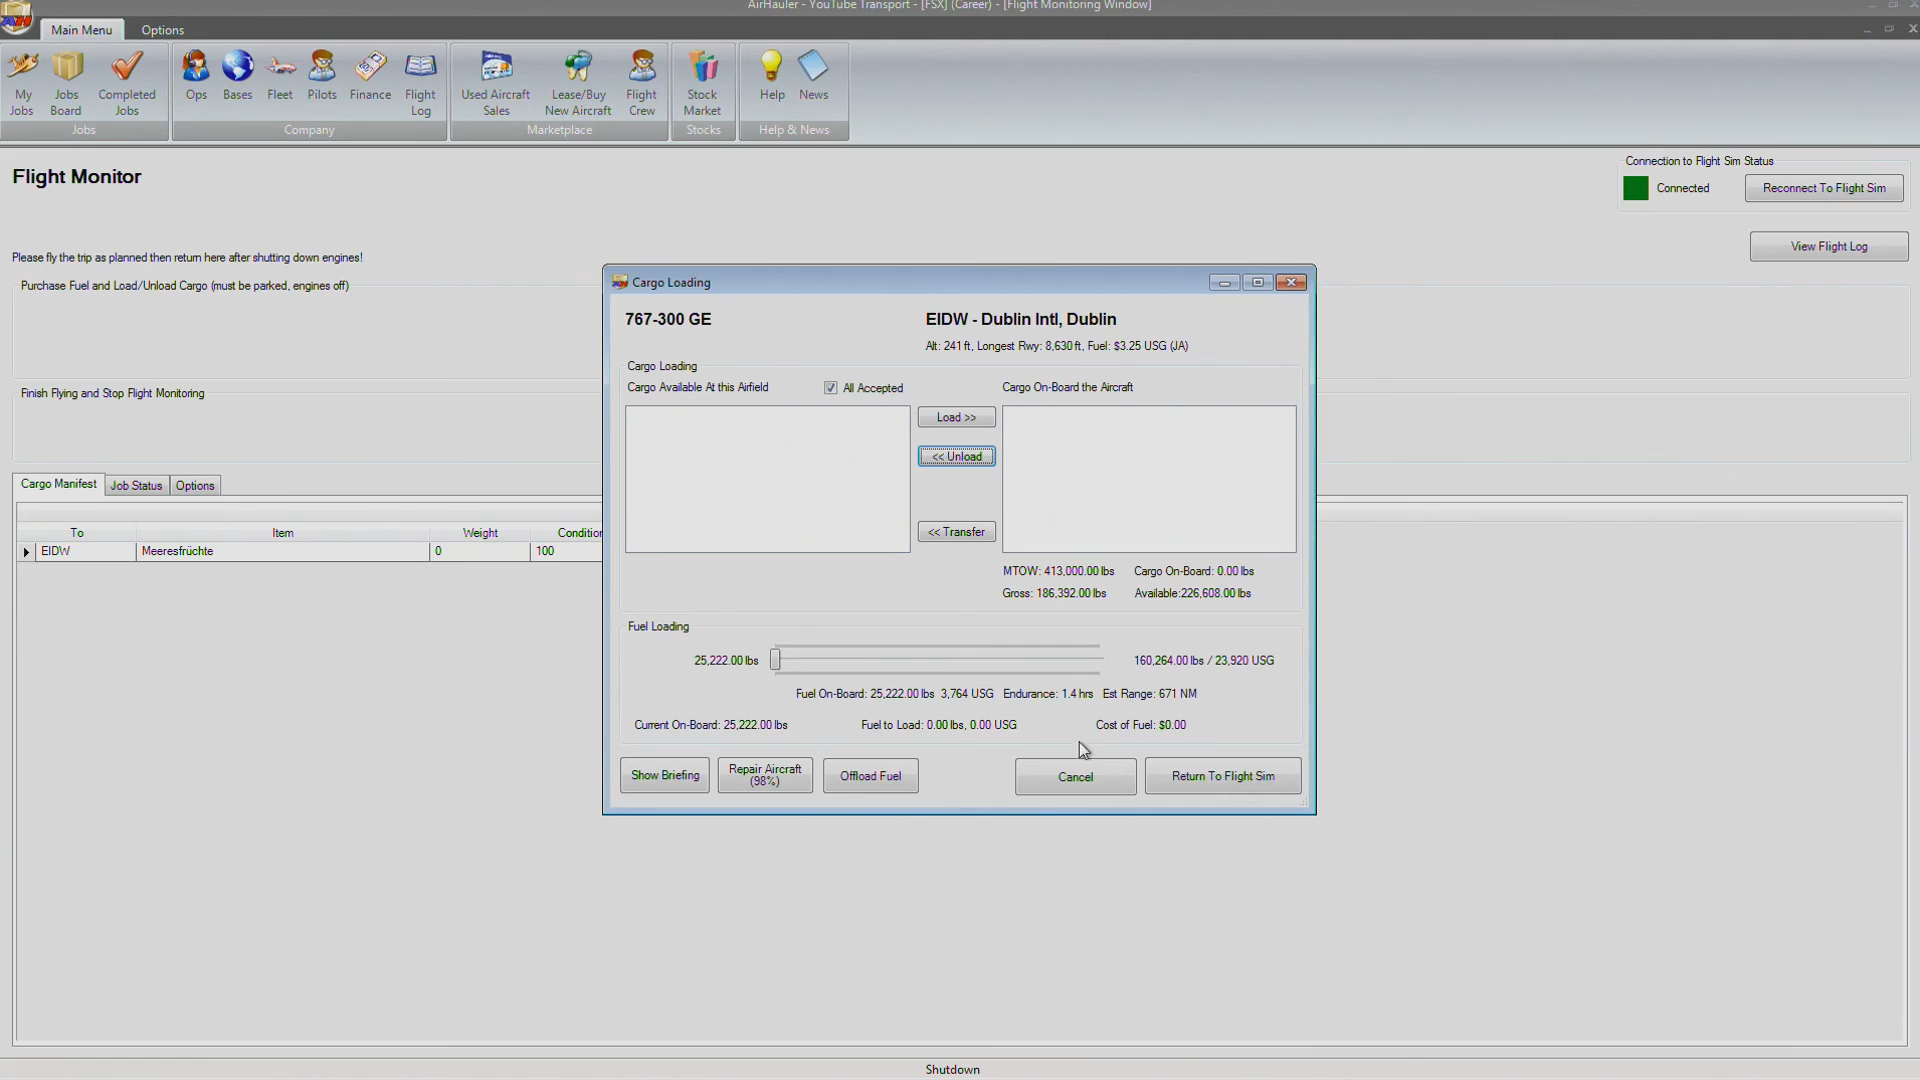 AirHauler - YouTube Transport - [FSX] (Career) - [Flight Monitoring Window]
Main Menu Options
My Jobs
Jobs Board
Completed Jobs
Ops
Bases
Fleet
Pilots
Finance
Flight Log
Used Aircraft Sales
Lease/Buy New Aircraft
Flight Crew
Stock Market
Help
News
Jobs
Company
Marketplace
Stocks
Help & News
Flight Monitor
Connection to Flight Sim Status
Connected
Reconnect To Flight Sim
View Flight Log
Please fly the trip as planned then return here after shutting down engines!
Purchase Fuel and Load/Unload Cargo (must be parked, engines off)
Finish Flying and Stop Flight Monitoring
Cargo Manifest Job Status Options
To Item Weight Conditio
EIDW Meeresfrüchte 0 100
Cargo Loading
767-300 GE
EIDW - Dublin Intl, Dublin
Alt: 241 ft, Longest Rwy: 8,630 ft, Fuel: $3.25 USG (JA)
Cargo Loading
Cargo Available At this Airfield
All Accepted
Cargo On-Board the Aircraft
Load >>
<< Unload
<< Transfer
MTOW: 413,000.00 lbs Cargo On-Board: 0.00 lbs
Gross: 186,392.00 lbs Available:226,608.00 lbs
Fuel Loading
25,222.00 lbs
160,264.00 lbs / 23,920 USG
Fuel On-Board: 25,222.00 lbs 3,764 USG Endurance: 1.4 hrs Est Range: 671 NM
Current On-Board: 25,222.00 lbs Fuel to Load: 0.00 lbs, 0.00 USG Cost of Fuel: $0.00
Show Briefing
Repair Aircraft (98%)
Offload Fuel
Cancel
Return To Flight Sim
Shutdown